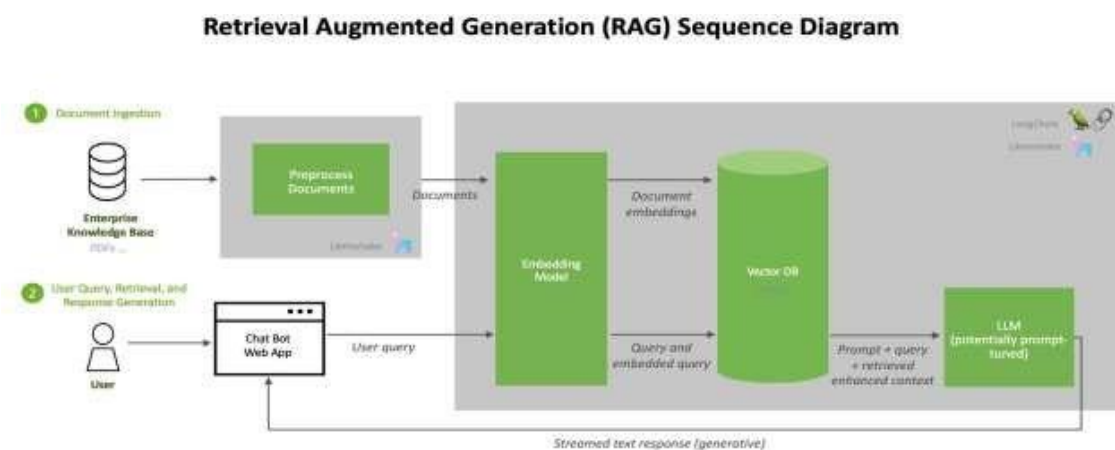 Retrieval Augmented Generation (RAG) Sequence Diagram
1
Document Ingestion
Enterprise
Knowledge Base
PDFs ...
Preprocess
Documents
LlamaIndex
Documents
Embedding
Model
Document
embeddings
Vector DB
LangChain
LlamaIndex
2
User Query, Retrieval, and
Response Generation
User
Chat Bot
Web App
User query
Query and
embedded query
Prompt + query
+ retrieved
enhanced context
LLM
(potentially prompt-
tuned)
Streamed text response (generative)